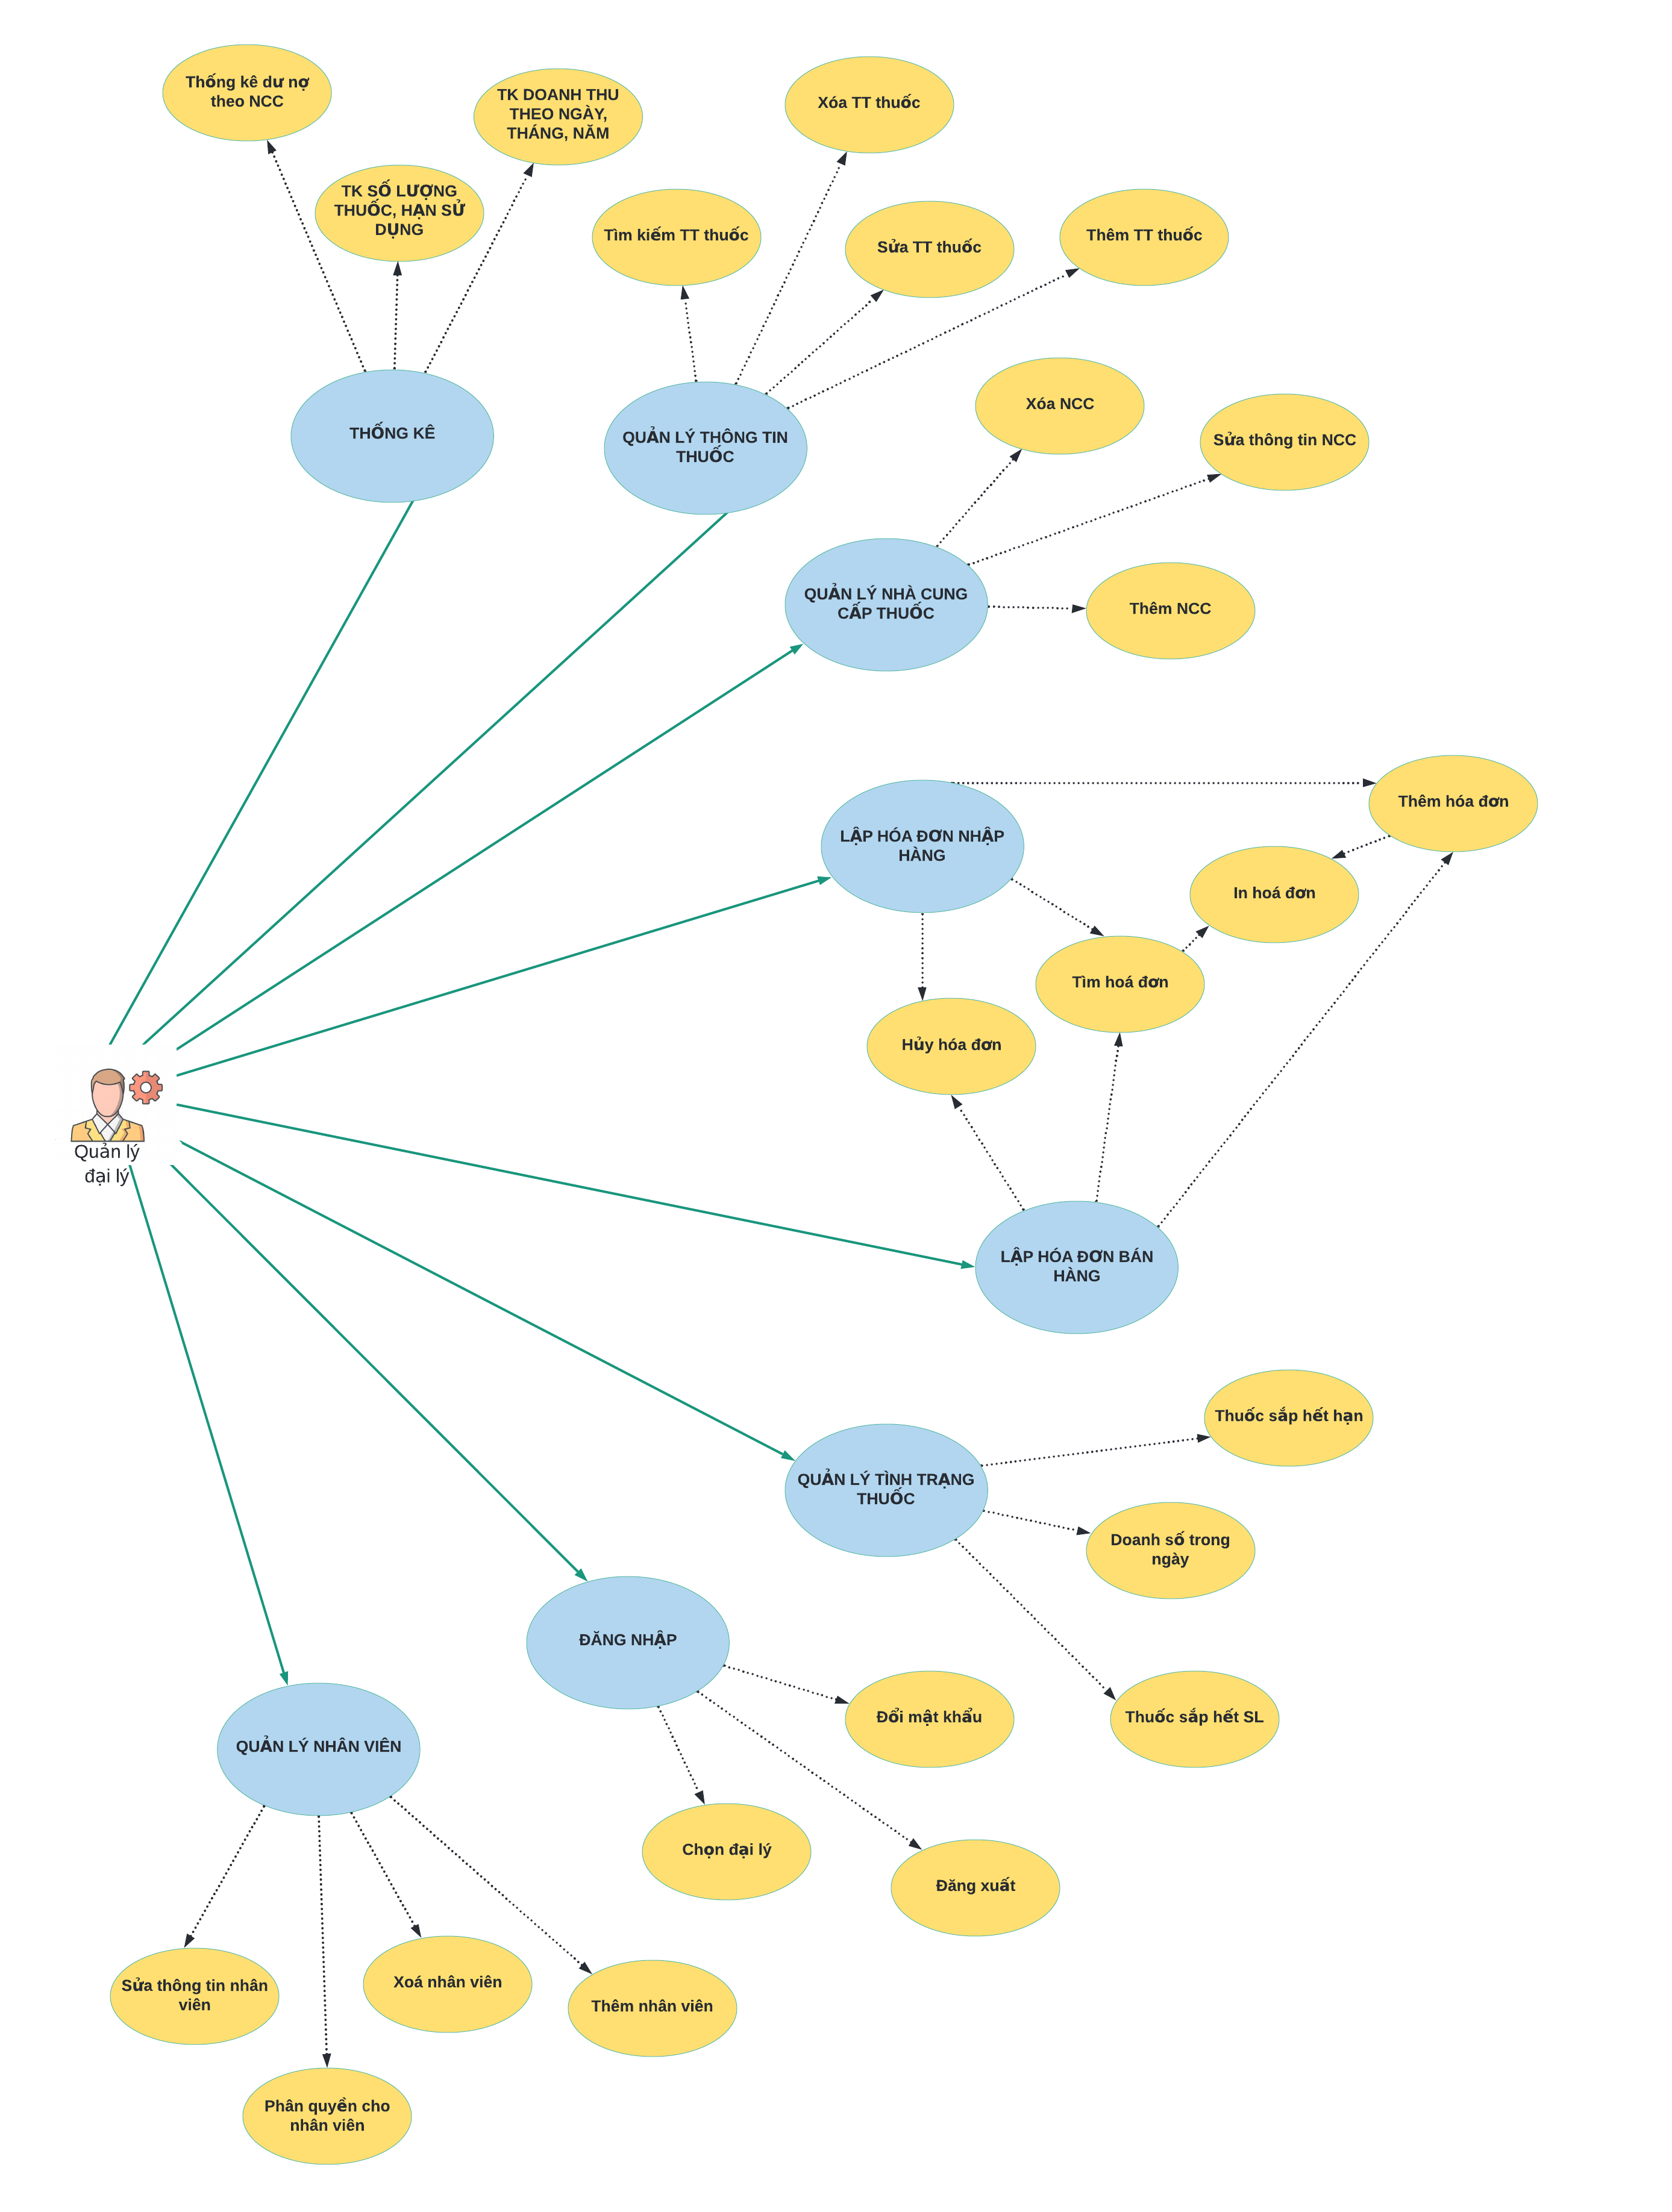 Thống kê dư nợ
theo NCC
TK DOANH THU
THEO NGÀY,
THÁNG, NĂM
Xóa TT thuốc
TK SỐ LƯỢNG
THUỐC, HẠN SỬ
DỤNG
Tìm kiếm TT thuốc
Sửa TT thuốc
Thêm TT thuốc
THỐNG KÊ
QUẢN LÝ THÔNG TIN
THUỐC
Xóa NCC
Sửa thông tin NCC
QUẢN LÝ NHÀ CUNG
CẤP THUỐC
Thêm NCC
Thêm hóa đơn
LẬP HÓA ĐƠN NHẬP
HÀNG
In hoá đơn
Tìm hoá đơn
Hủy hóa đơn
Quản lý
đại lý
LẬP HÓA ĐƠN BÁN
HÀNG
Thuốc sắp hết hạn
QUẢN LÝ TÌNH TRẠNG
THUỐC
Doanh số trong
ngày
ĐĂNG NHẬP
Đổi mật khẩu
Thuốc sắp hết SL
QUẢN LÝ NHÂN VIÊN
Chọn đại lý
Đăng xuất
Sửa thông tin nhân
viên
Xoá nhân viên
Thêm nhân viên
Phân quyền cho
nhân viên